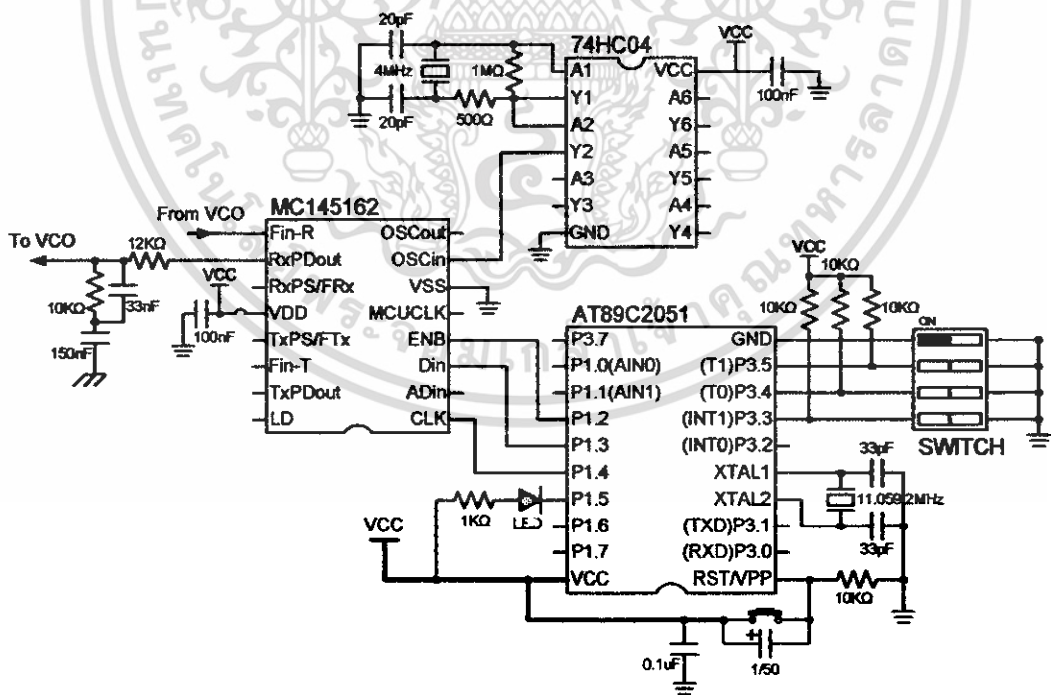 20pF
4MHz
1MΩ
20pF
500Ω
74HC04
A1
Y1
A2
Y2
A3
Y3
GND
VCC
A6
Y6
A5
Y5
A4
Y4
VCC
100nF
From VCO
To VCO
12KΩ
10KΩ
33nF
150nF
VCC
100nF
MC145162
Fin-R
RxPDout
RxPS/FRx
VDD
TxPS/FTx
Fin-T
TxPDout
LD
OSCout
OSCin
VSS
MCUCLK
ENB
Din
ADin
CLK
AT89C2051
P3.7
P1.0(AIN0)
P1.1(AIN1)
P1.2
P1.3
P1.4
P1.5
P1.6
P1.7
VCC
GND
(T1)P3.5
(T0)P3.4
(INT1)P3.3
(INT0)P3.2
XTAL1
XTAL2
(TXD)P3.1
(RXD)P3.0
RST/VPP
VCC
10KΩ
10KΩ
10KΩ
ON
SWITCH
33pF
11.0592MHz
33pF
10KΩ
1KΩ
LED
VCC
0.1uF
+
1/50